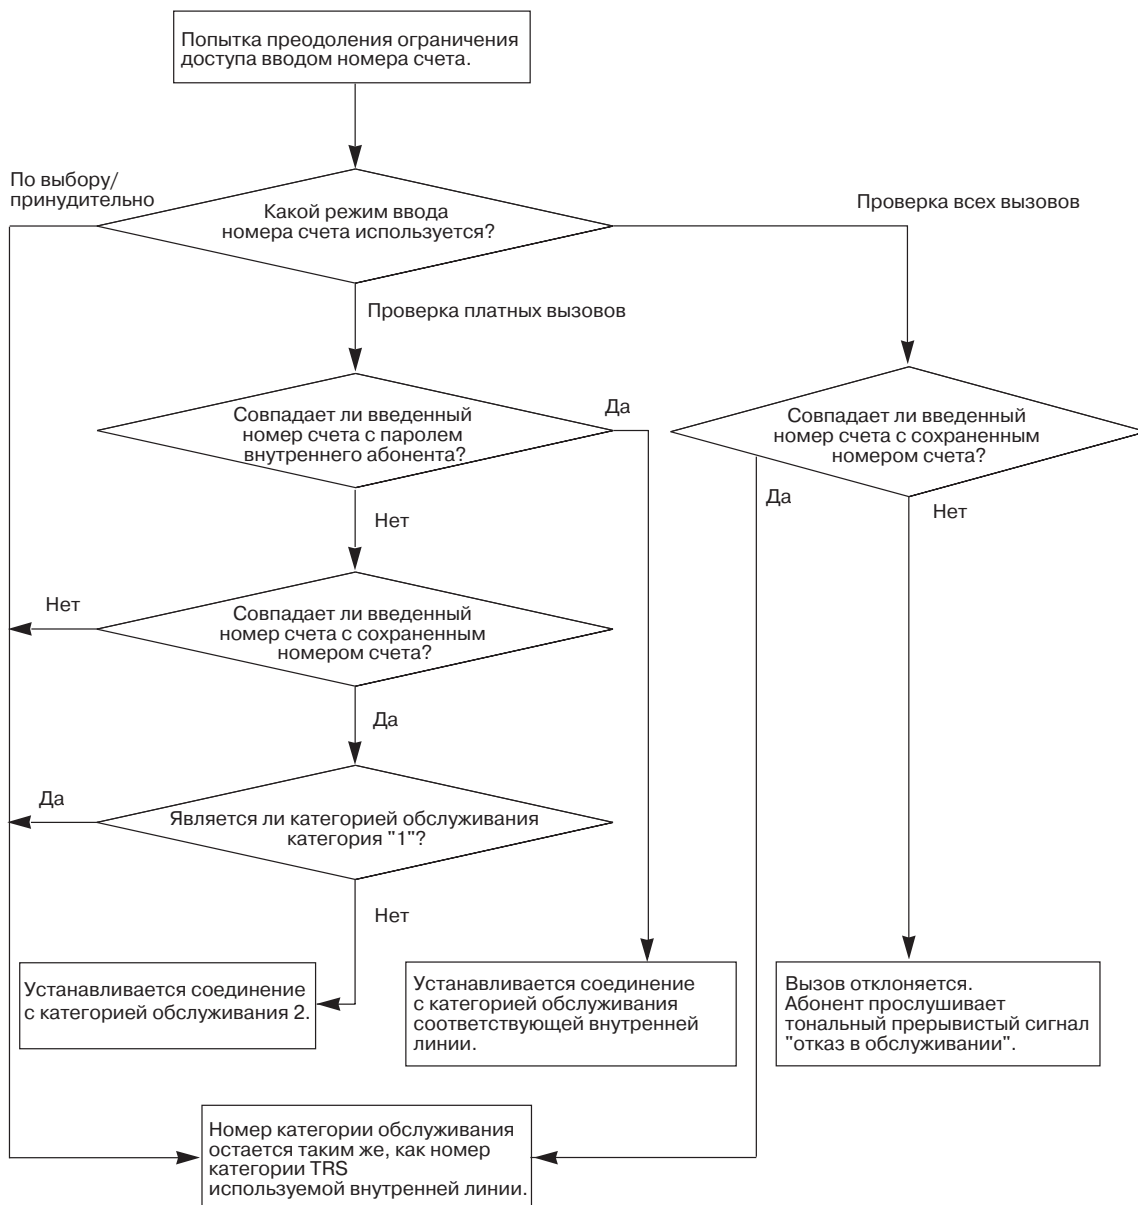 Попытка преодоления ограничения
доступа вводом номера счета.
По выбору/
принудительно
Какой режим ввода
номера счета используется?
Проверка всех вызовов
Проверка платных вызовов
Совпадает ли введенный
номер счета с паролем
внутреннего абонента?
Да
Совпадает ли введенный
номер счета с сохраненным
номером счета?
Да
Нет
Нет
Нет
Совпадает ли введенный
номер счета с сохраненным
номером счета?
Да
Да
Является ли категорией обслуживания
категория "1"?
Нет
Устанавливается соединение
с категорией обслуживания 2.
Устанавливается соединение
с категорией обслуживания
соответствующей внутренней
линии.
Вызов отклоняется.
Абонент прослушивает
тональный прерывистый сигнал
"отказ в обслуживании".
Номер категории обслуживания
остается таким же, как номер
категории TRS
используемой внутренней линии.